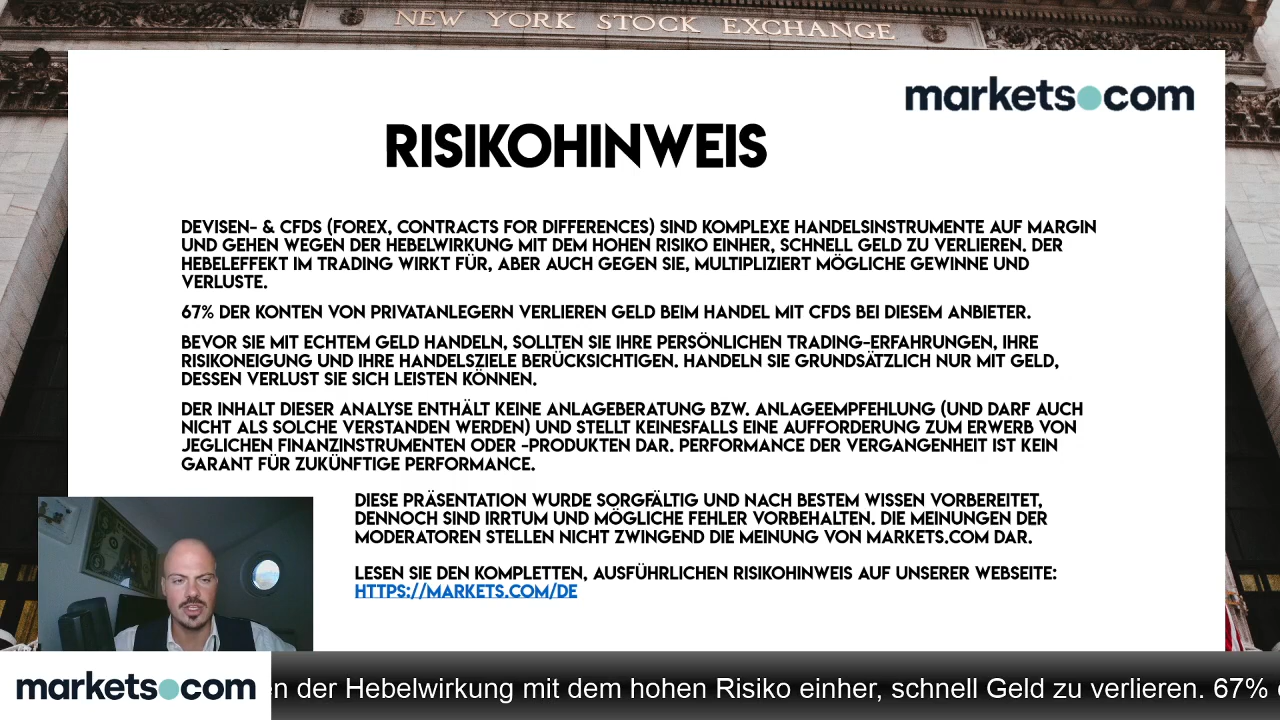 NEW YORK STOCK EXCHANGE
markets.com
RISIKOHINWEIS
DEVISEN- & CFDS (FOREX, CONTRACTS FOR DIFFERENCES) SIND KOMPLEXE HANDELSINSTRUMENTE AUF MARGIN
UND GEHEN WEGEN DER HEBELWIRKUNG MIT DEM HOHEN RISIKO EINHER, SCHNELL GELD ZU VERLIEREN. DER
HEBELEFFEKT IM TRADING WIRKT FÜR, ABER AUCH GEGEN SIE, MULTIPLIZIERT MÖGLICHE GEWINNE UND
VERLUSTE.
67% DER KONTEN VON PRIVATANLEGERN VERLIEREN GELD BEIM HANDEL MIT CFDS BEI DIESEM ANBIETER.
BEVOR SIE MIT ECHTEM GELD HANDELN, SOLLTEN SIE IHRE PERSÖNLICHEN TRADING-ERFAHRUNGEN, IHRE
RISIKONEIGUNG UND IHRE HANDELSZIELE BERÜCKSICHTIGEN. HANDELN SIE GRUNDSÄTZLICH NUR MIT GELD,
DESSEN VERLUST SIE SICH LEISTEN KÖNNEN.
DER INHALT DIESER ANALYSE ENTHÄLT KEINE ANLAGEBERATUNG BZW. ANLAGEEMPFEHLUNG (UND DARF AUCH
NICHT ALS SOLCHE VERSTANDEN WERDEN) UND STELLT KEINESFALLS EINE AUFFORDERUNG ZUM ERWERB VON
JEGLICHEN FINANZINSTRUMENTEN ODER -PRODUKTEN DAR. PERFORMANCE DER VERGANGENHEIT IST KEIN
GARANT FÜR ZUKÜNFTIGE PERFORMANCE.
DIESE PRÄSENTATION WURDE SORGFÄLTIG UND NACH BESTEM WISSEN VORBEREITET,
DENNOCH SIND IRRTUM UND MÖGLICHE FEHLER VORBEHALTEN. DIE MEINUNGEN DER
MODERATOREN STELLEN NICHT ZWINGEND DIE MEINUNG VON MARKETS.COM DAR.
LESEN SIE DEN KOMPLETTEN, AUSFÜHRLICHEN RISIKOHINWEIS AUF UNSERER WEBSEITE:
HTTPS://MARKETS.COM/DE
markets.com
der Hebelwirkung mit dem hohen Risiko einher, schnell Geld zu verlieren. 67%